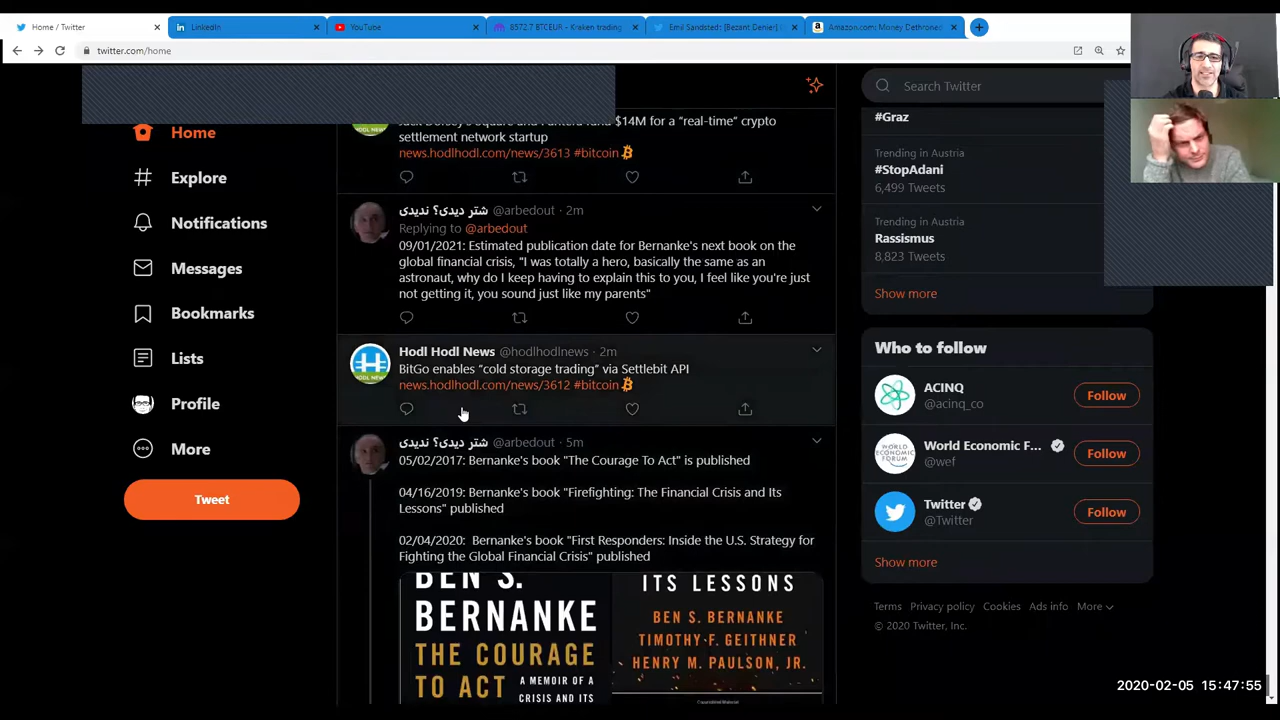 Home / Twitter
LinkedIn
YouTube
8572.7 BTCEUR - Kraken trading
Emil Sandstedt: [Bezant Denier]
Amazon.com: Money Dethroned
twitter.com/home
Search Twitter
Home
Explore
Notifications
Messages
Bookmarks
Lists
Profile
More
Tweet
Jack Dorsey's Square and Pantera fund $14M for a "real-time" crypto
settlement network startup
news.hodlhodl.com/news/3613 #bitcoin
شتر دیدی؟ ندیدی @arbedout · 2m
Replying to @arbedout
09/01/2021: Estimated publication date for Bernanke's next book on the
global financial crisis, "I was totally a hero, basically the same as an
astronaut, why do I keep having to explain this to you, I feel like you're just
not getting it, you sound just like my parents"
Hodl Hodl News @hodlhodlnews · 2m
BitGo enables “cold storage trading” via Settlebit API
news.hodlhodl.com/news/3612 #bitcoin
شتر دیدی؟ ندیدی @arbedout · 5m
05/02/2017: Bernanke's book "The Courage To Act" is published
04/16/2019: Bernanke's book "Firefighting: The Financial Crisis and Its
Lessons" published
02/04/2020: Bernanke's book "First Responders: Inside the U.S. Strategy for
Fighting the Global Financial Crisis" published
BEN S.
BERNANKE
THE COURAGE
TO ACT
A MEMOIR OF A
CRISIS AND ITS
ITS LESSONS
BEN S. BERNANKE
TIMOTHY F. GEITHNER
HENRY M. PAULSON, JR.
#Graz
Trending in Austria
#StopAdani
6,499 Tweets
Trending in Austria
Rassismus
8,823 Tweets
Show more
Who to follow
ACINQ
@acinq_co
Follow
World Economic F...
@wef
Follow
Twitter
@Twitter
Follow
Show more
Terms Privacy policy Cookies Ads info More
© 2020 Twitter, Inc.
2020-02-05 15:47:55